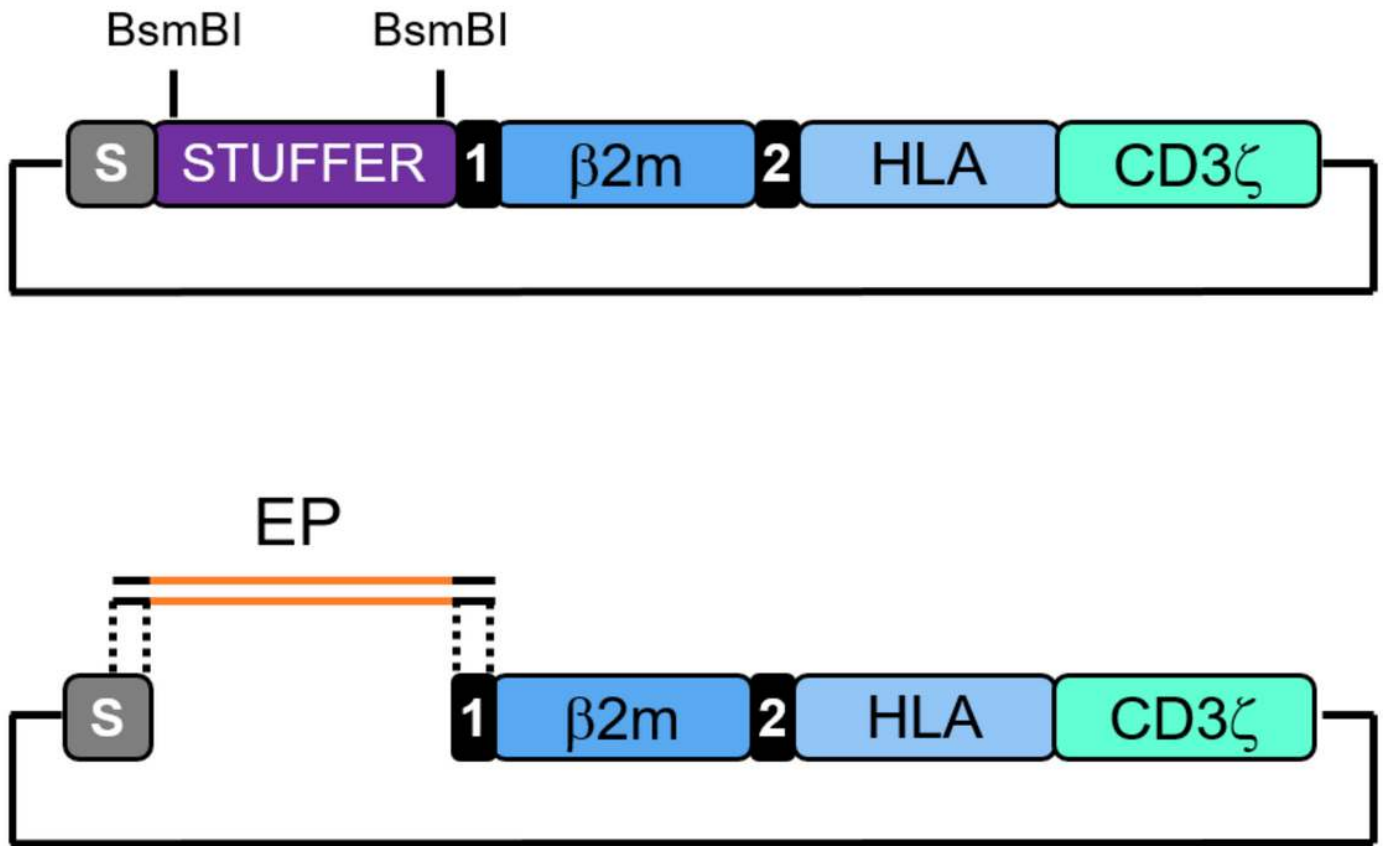 BsmBI BsmBI
S STUFFER 1 β2m 2 HLA CD3ζ
EP
S 1 β2m 2 HLA CD3ζ